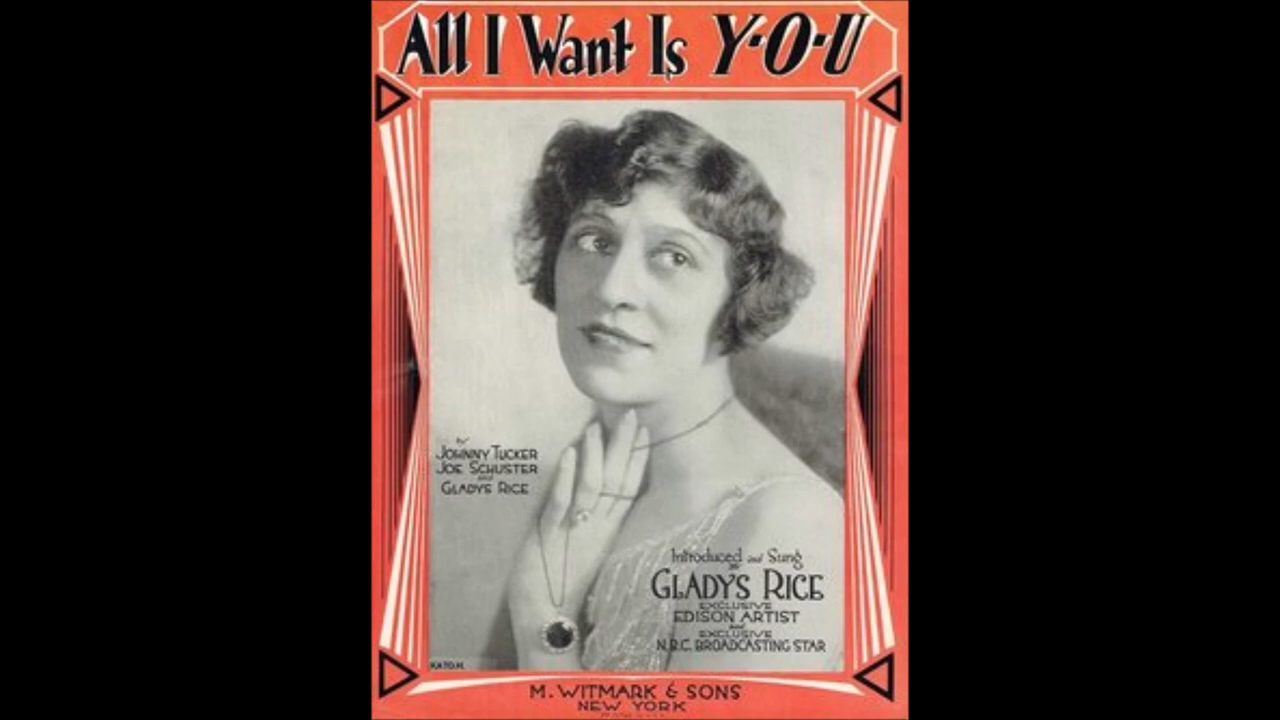 All I Want Is Y·O·U
by
JOHNNY TUCKER
JOE SCHUSTER
and
GLADYS RICE
Introduced and Sung
by
GLADYS RICE
EXCLUSIVE
EDISON ARTIST
and
EXCLUSIVE
N.B.C. BROADCASTING STAR
M. WITMARK & SONS
NEW YORK